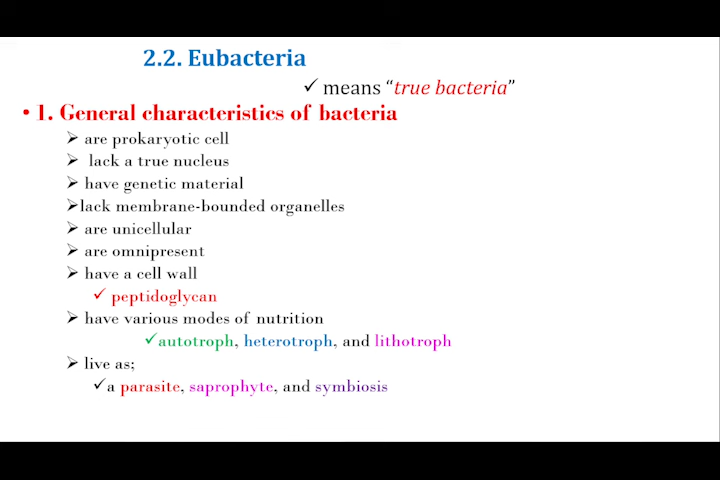 2.2. Eubacteria
✓ means “true bacteria”
• 1. General characteristics of bacteria
➢ are prokaryotic cell
➢ lack a true nucleus
➢ have genetic material
➢lack membrane-bounded organelles
➢ are unicellular
➢ are omnipresent
➢ have a cell wall
✓ peptidoglycan
➢ have various modes of nutrition
✓autotroph, heterotroph, and lithotroph
➢ live as;
✓a parasite, saprophyte, and symbiosis